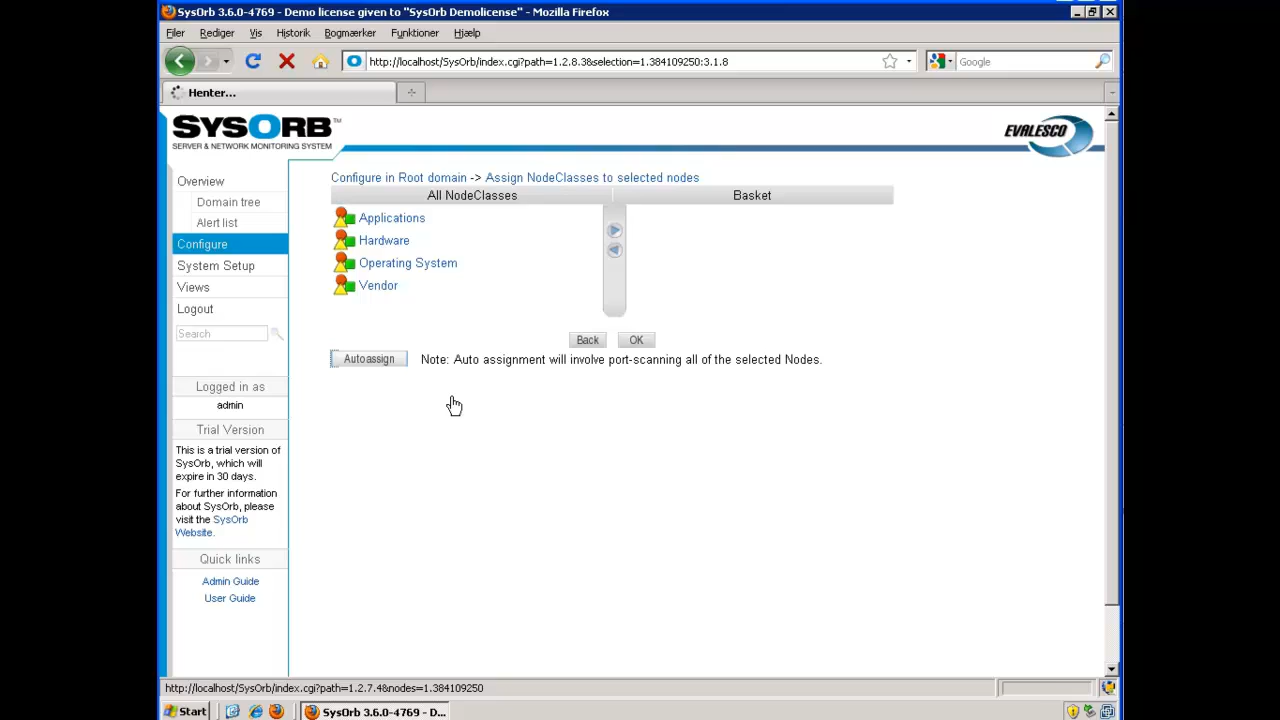 SysOrb 3.6.0-4769 - Demo license given to "SysOrb Demolicense" - Mozilla Firefox
Filer Rediger Vis Historik Bogmærker Funktioner Hjælp
http://localhost/SysOrb/index.cgi?path=1.2.8.3&selection=1.384109250:3.1.8
Google
Henter...
SYSORB™
SERVER & NETWORK MONITORING SYSTEM
EVALESCO
Overview
Domain tree
Alert list
Configure
System Setup
Views
Logout
Search
Logged in as
admin
Trial Version
This is a trial version of
SysOrb, which will
expire in 30 days.
For further information
about SysOrb, please
visit the SysOrb
Website.
Quick links
Admin Guide
User Guide
Configure in Root domain -> Assign NodeClasses to selected nodes
All NodeClasses Basket
Applications
Hardware
Operating System
Vendor
Back OK
Autoassign Note: Auto assignment will involve port-scanning all of the selected Nodes.
http://localhost/SysOrb/index.cgi?path=1.2.7.4&nodes=1.384109250
Start SysOrb 3.6.0-4769 - D...